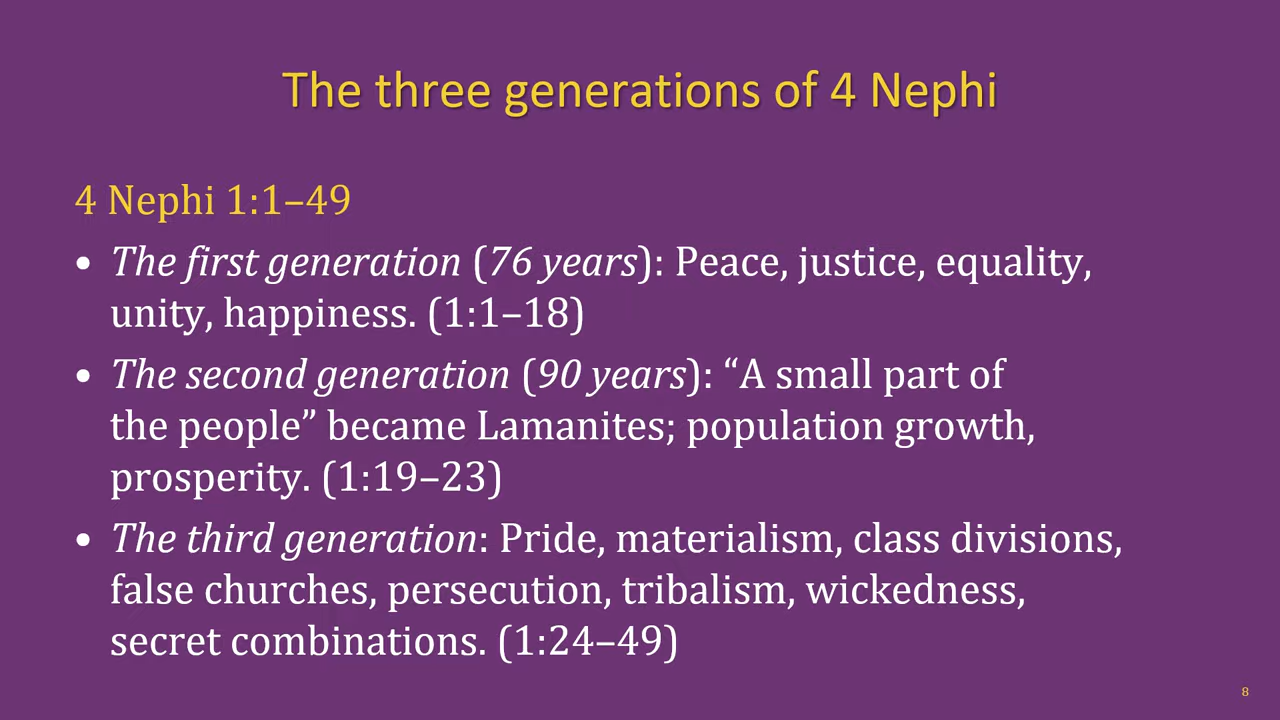 The three generations of 4 Nephi
4 Nephi 1:1–49
• The first generation (76 years): Peace, justice, equality,
unity, happiness. (1:1–18)
• The second generation (90 years): “A small part of
the people” became Lamanites; population growth,
prosperity. (1:19–23)
• The third generation: Pride, materialism, class divisions,
false churches, persecution, tribalism, wickedness,
secret combinations. (1:24–49)
8